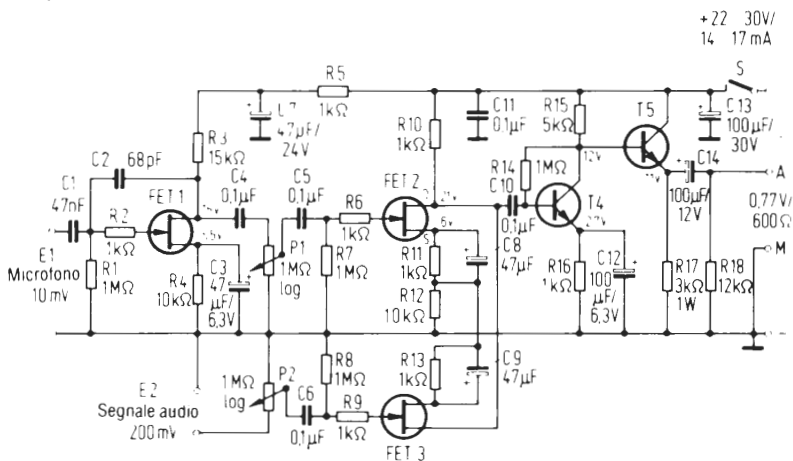 +22 30V/
14 17mA
S
R5
1kΩ
47μF/
24V
R3
15kΩ
C2
68pF
C1
47nF
FET 1
R2
1kΩ
E1
Microfono
10mV
R1
1MΩ
R4
10kΩ
C3
47
μF/
6,3V
C4
0,1μF
P1
1MΩ
log
C5
0,1μF
R6
1kΩ
R7
1MΩ
R10
1kΩ
FET 2
6v
S
R11
1kΩ
R12
10kΩ
C8
47μF
C11
0,1μF
R14
1MΩ
C10
0,1μF
R15
5kΩ
12V
T4
R16
1kΩ
C12
100
μF/
6,3V
T5
11V
C13
100μF/
30V
C14
100μF/
12V
R17
3kΩ
1W
R18
12kΩ
A
0,77V/
600Ω
M
E2
Segnale audio
200mV
1MΩ
log
P2
C6
0,1μF
R8
1MΩ
R9
1kΩ
R13
1kΩ
FET 3
C9
47μF